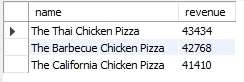 name revenue
The Thai Chicken Pizza 43434
The Barbecue Chicken Pizza 42768
The California Chicken Pizza 41410